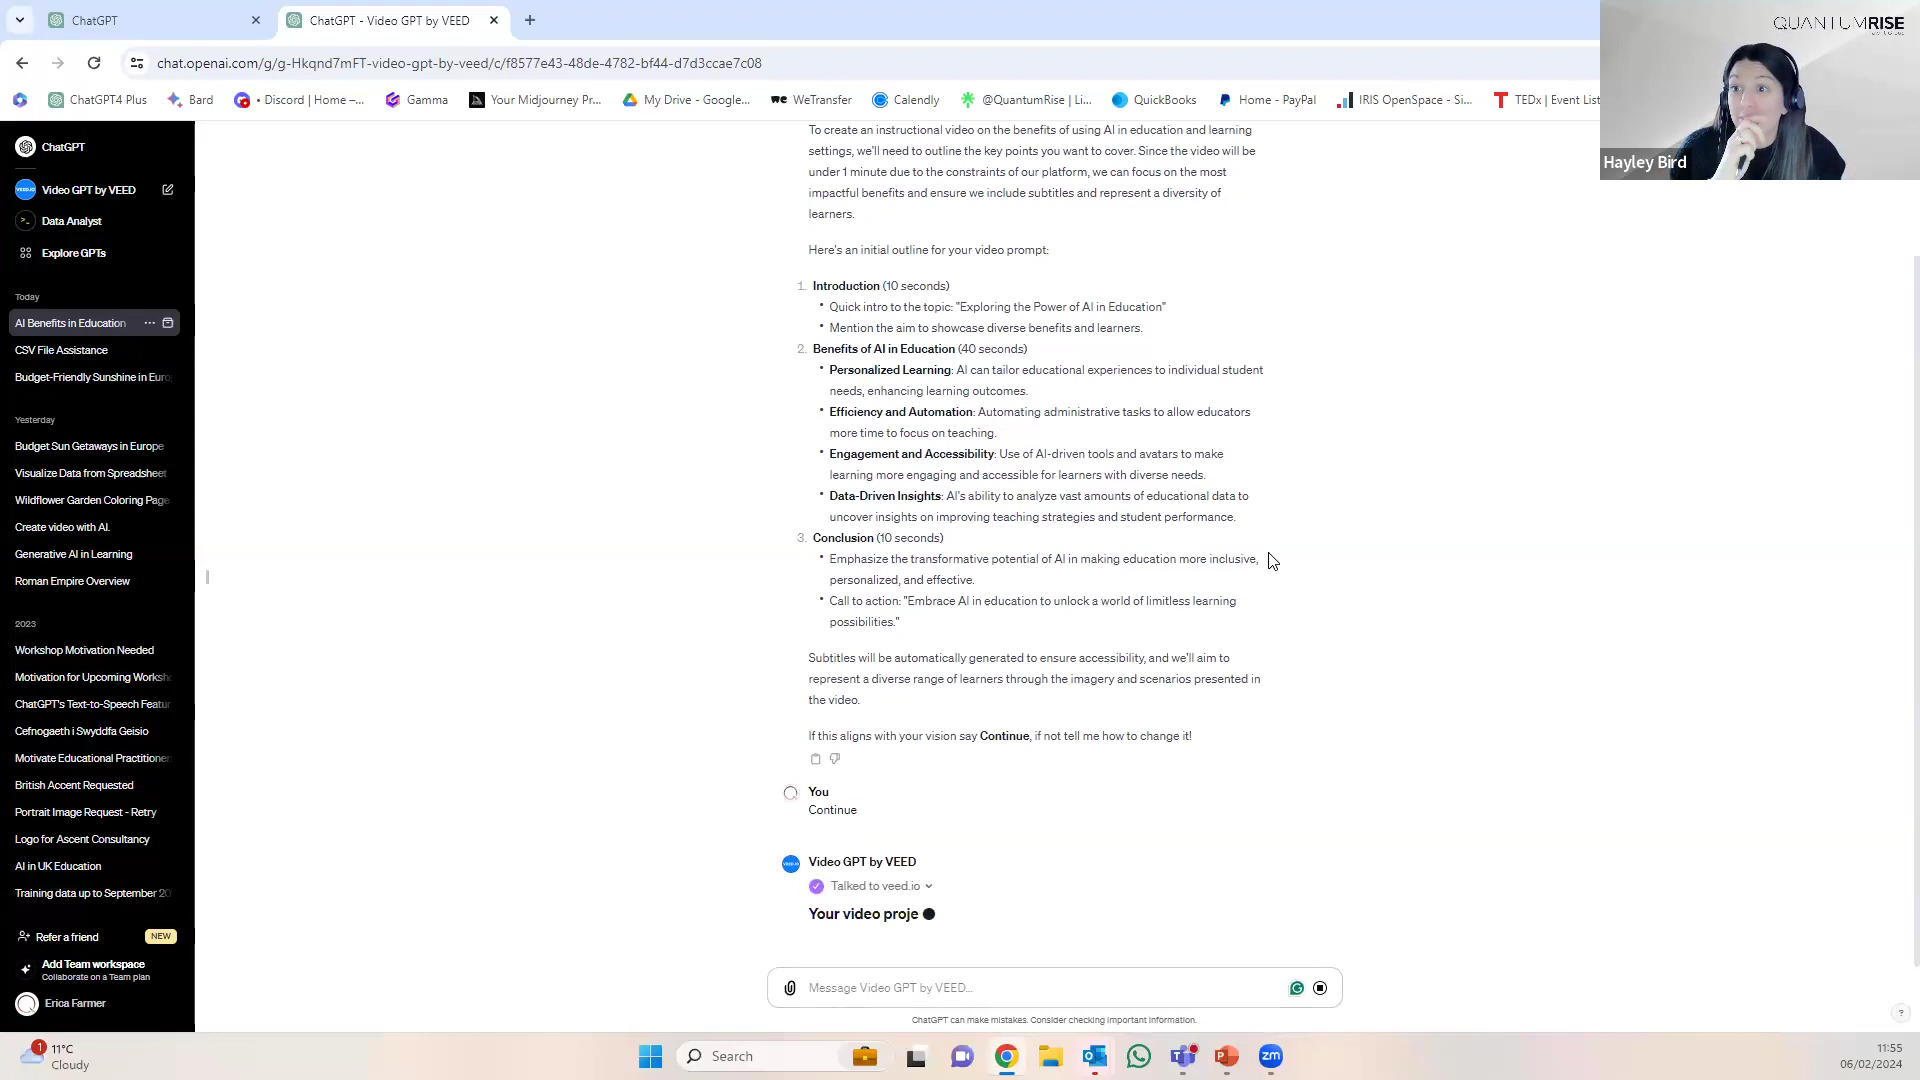 ChatGPT
ChatGPT - Video GPT by VEED
chat.openai.com/g/g-Hkqnd7mFT-video-gpt-by-veed/c/f8577e43-48de-4782-bf44-d7d3ccae7c08
ChatGPT4 Plus
Bard
• Discord | Home –...
Gamma
Your Midjourney Pr...
My Drive - Google...
WeTransfer
Calendly
@QuantumRise | Li...
QuickBooks
Home - PayPal
IRIS OpenSpace - Si...
TEDx | Event List
QUANTUMRISE
Hayley Bird
ChatGPT
Video GPT by VEED
Data Analyst
Explore GPTs
Today
AI Benefits in Education
CSV File Assistance
Budget-Friendly Sunshine in Euro
Yesterday
Budget Sun Getaways in Europe
Visualize Data from Spreadsheet
Wildflower Garden Coloring Page
Create video with AI.
Generative AI in Learning
Roman Empire Overview
2023
Workshop Motivation Needed
Motivation for Upcoming Worksh
ChatGPT's Text-to-Speech Featur
Cefnogaeth i Swyddfa Geisio
Motivate Educational Practitioner
British Accent Requested
Portrait Image Request - Retry
Logo for Ascent Consultancy
AI in UK Education
Training data up to September 20
Refer a friend
NEW
Add Team workspace
Collaborate on a Team plan
Erica Farmer
To create an instructional video on the benefits of using AI in education and learning
settings, we'll need to outline the key points you want to cover. Since the video will be
under 1 minute due to the constraints of our platform, we can focus on the most
impactful benefits and ensure we include subtitles and represent a diversity of
learners.
Here's an initial outline for your video prompt:
1. Introduction (10 seconds)
• Quick intro to the topic: "Exploring the Power of AI in Education"
• Mention the aim to showcase diverse benefits and learners.
2. Benefits of AI in Education (40 seconds)
• Personalized Learning: AI can tailor educational experiences to individual student
needs, enhancing learning outcomes.
• Efficiency and Automation: Automating administrative tasks to allow educators
more time to focus on teaching.
• Engagement and Accessibility: Use of AI-driven tools and avatars to make
learning more engaging and accessible for learners with diverse needs.
• Data-Driven Insights: AI's ability to analyze vast amounts of educational data to
uncover insights on improving teaching strategies and student performance.
3. Conclusion (10 seconds)
• Emphasize the transformative potential of AI in making education more inclusive,
personalized, and effective.
• Call to action: "Embrace AI in education to unlock a world of limitless learning
possibilities."
Subtitles will be automatically generated to ensure accessibility, and we'll aim to
represent a diverse range of learners through the imagery and scenarios presented in
the video.
If this aligns with your vision say Continue, if not tell me how to change it!
You
Continue
Video GPT by VEED
Talked to veed.io
Your video proje
Message Video GPT by VEED...
ChatGPT can make mistakes. Consider checking important information.
?
1
11°C
Cloudy
Search
zm
11:55
06/02/2024